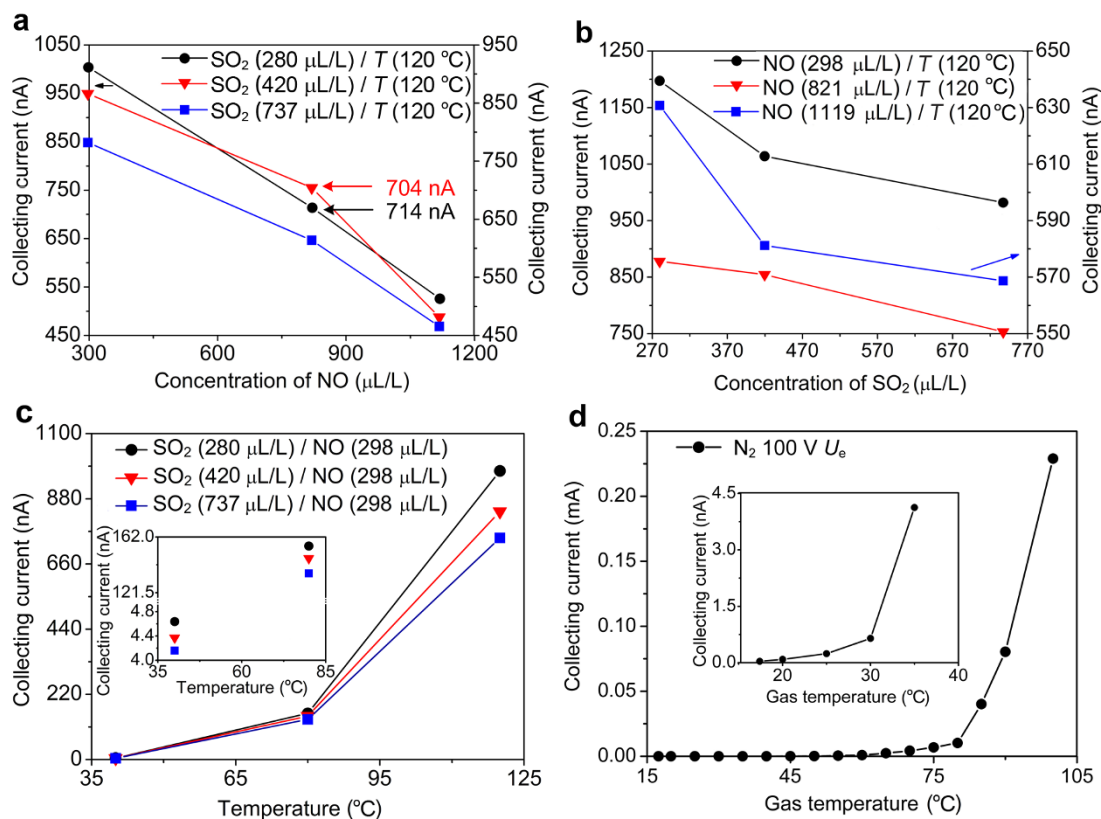 a
SO₂ (280 μL/L) / T (120 ℃)
SO₂ (420 μL/L) / T (120 ℃)
SO₂ (737 μL/L) / T (120 ℃)
704 nA
714 nA
1050
950
850
750
650
550
450
Collecting current (nA)
950
850
750
650
550
450
Collecting current (nA)
300
600
900
1200
Concentration of NO (μL/L)
b
NO (298 μL/L) / T (120 ℃)
NO (821 μL/L) / T (120 ℃)
NO (1119 μL/L) / T (120℃)
1250
1150
1050
950
850
750
Collecting current (nA)
650
630
610
590
570
550
Collecting current (nA)
270
370
470
570
670
770
Concentration of SO₂ (μL/L)
c
SO₂ (280 μL/L) / NO (298 μL/L)
SO₂ (420 μL/L) / NO (298 μL/L)
SO₂ (737 μL/L) / NO (298 μL/L)
1100
880
660
440
220
0
Collecting current (nA)
162.0
121.5
4.8
4.4
4.0
Collecting current (nA)
35
60
85
Temperature (℃)
35
65
95
125
Temperature (℃)
d
N₂ 100 V Uₑ
0.25
0.20
0.15
0.10
0.05
0.00
Collecting current (mA)
4.5
3.0
1.5
0.0
Collecting current (nA)
20
30
40
Gas temperature (℃)
15
45
75
105
Gas temperature (℃)